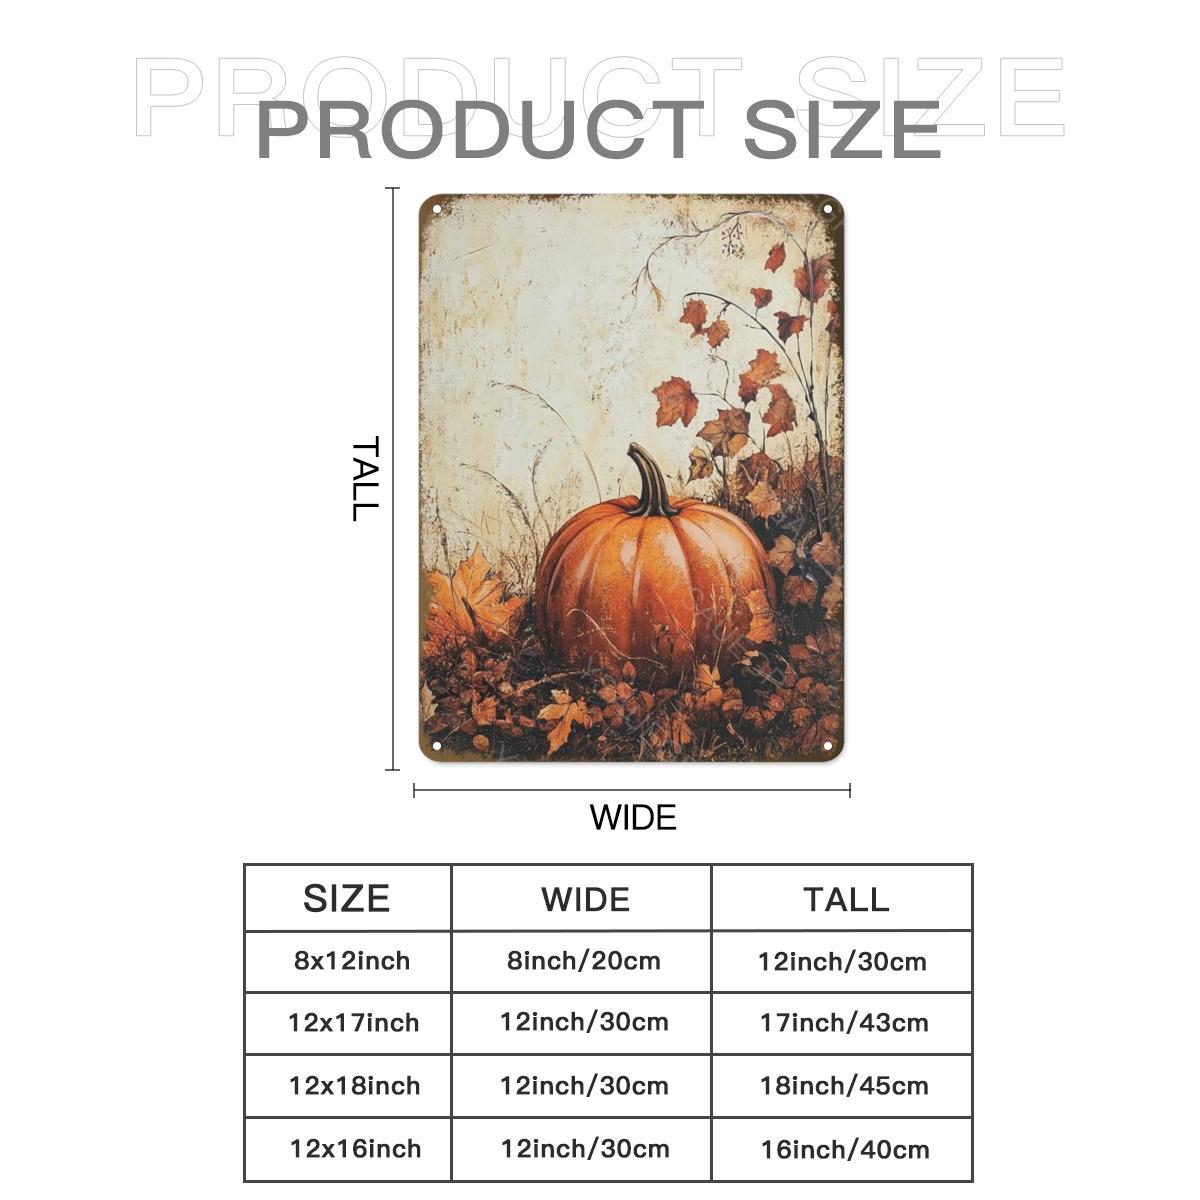 PRODUCT SIZE
PRODUCT SIZE
TALL
WIDE
SIZE WIDE TALL
8x12inch 8inch/20cm 12inch/30cm
12x17inch 12inch/30cm 17inch/43cm
12x18inch 12inch/30cm 18inch/45cm
12x16inch 12inch/30cm 16inch/40cm